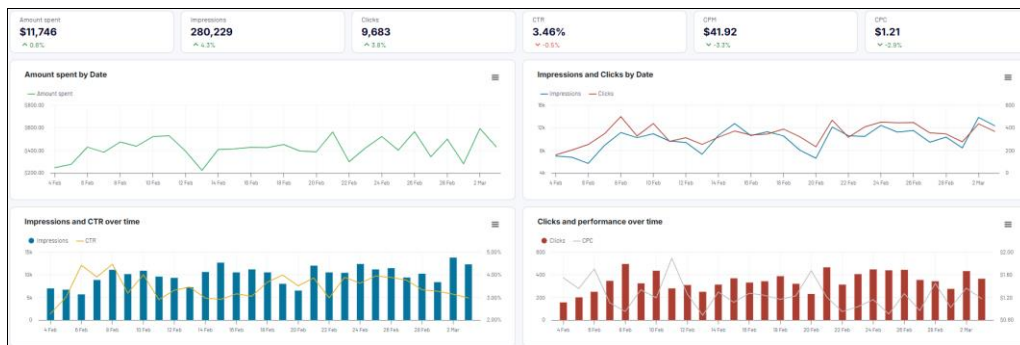 Amount spent
$11,746
0.8%
Impressions
280,229
4.3%
Clicks
9,683
3.8%
CTR
3.46%
-0.5%
CPM
$41.92
-3.3%
CPC
$1.21
-2.9%
Amount spent by Date
Amount spent
$800.00
$600.00
$400.00
$200.00
4 Feb 6 Feb 8 Feb 10 Feb 12 Feb 14 Feb 16 Feb 18 Feb 20 Feb 22 Feb 24 Feb 26 Feb 28 Feb 2 Mar
Impressions and Clicks by Date
Impressions Clicks
16k
12k
8k
4k
600
400
200
0
4 Feb 6 Feb 8 Feb 10 Feb 12 Feb 14 Feb 16 Feb 18 Feb 20 Feb 22 Feb 24 Feb 26 Feb 28 Feb 2 Mar
Impressions and CTR over time
Impressions CTR
15k
10k
5k
0
5.00%
4.00%
3.00%
2.00%
4 Feb 6 Feb 8 Feb 10 Feb 12 Feb 14 Feb 16 Feb 18 Feb 20 Feb 22 Feb 24 Feb 26 Feb 28 Feb 2 Mar
Clicks and performance over time
Clicks CPC
600
400
200
0
$2.00
$1.20
$0.80
4 Feb 6 Feb 8 Feb 10 Feb 12 Feb 14 Feb 16 Feb 18 Feb 20 Feb 22 Feb 24 Feb 26 Feb 28 Feb 2 Mar